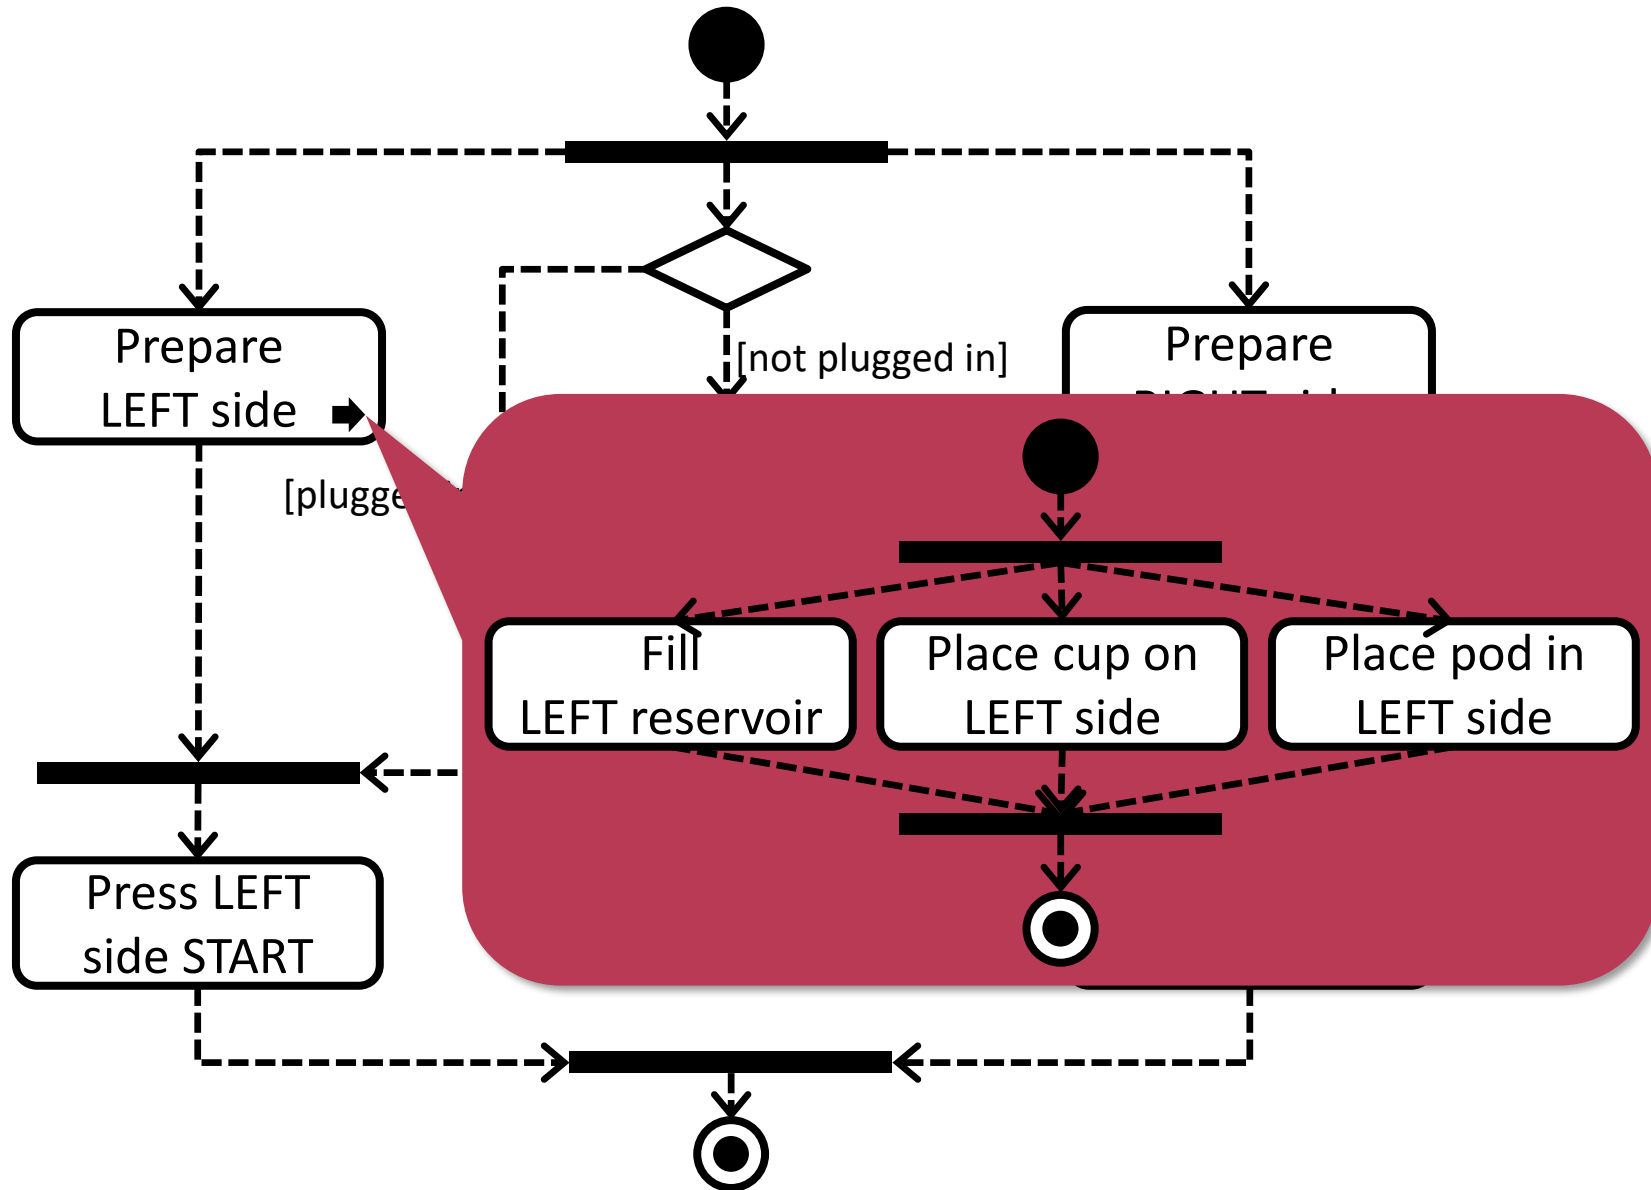 [not plugged in]
Prepare
LEFT side
Prepare
side
Fill
LEFT reservoir
Place cup on
LEFT side
Place pod in
LEFT side
Press LEFT
side START